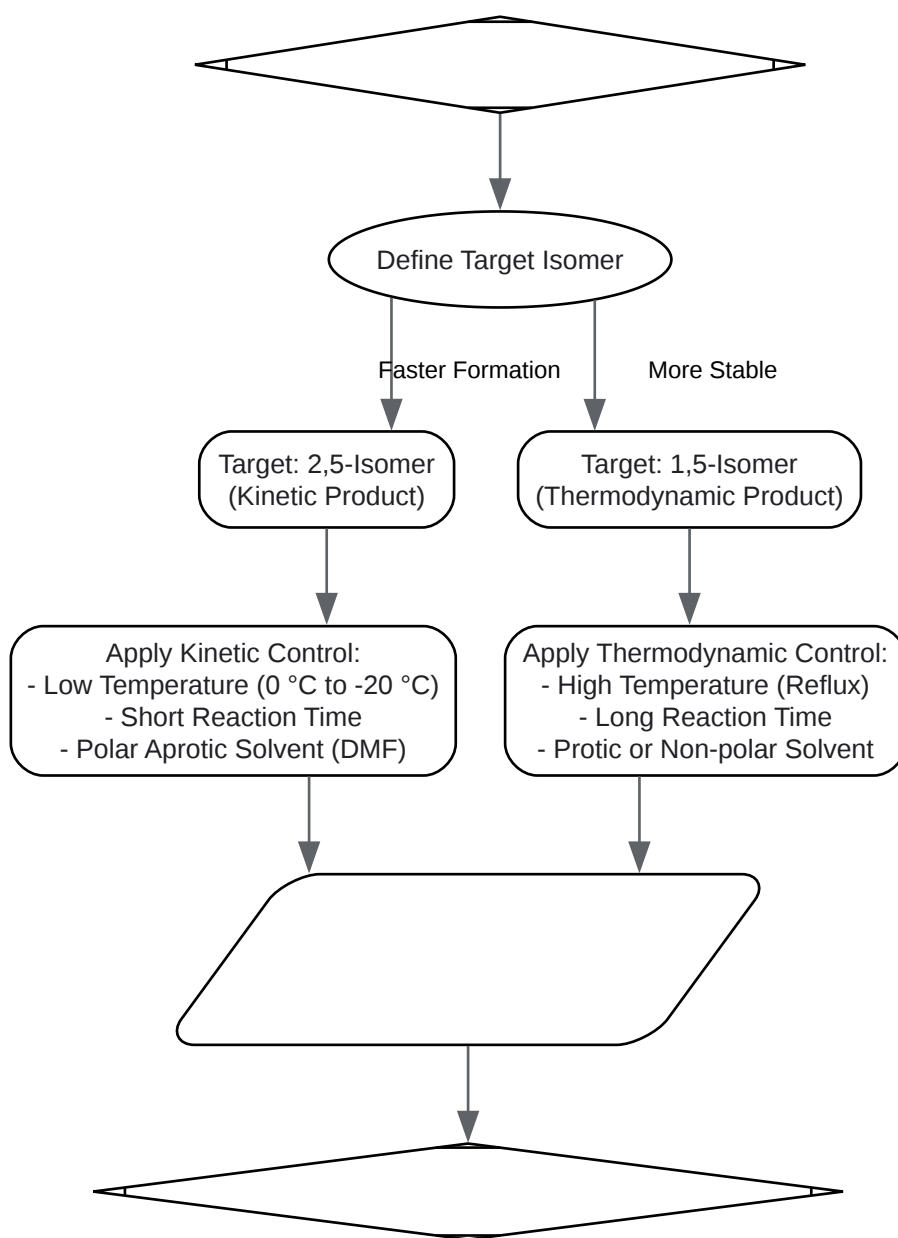 Define Target Isomer
Faster Formation
More Stable
Target: 2,5-Isomer
(Kinetic Product)
Target: 1,5-Isomer
(Thermodynamic Product)
Apply Kinetic Control:
- Low Temperature (0 °C to -20 °C)
- Short Reaction Time
- Polar Aprotic Solvent (DMF)
Apply Thermodynamic Control:
- High Temperature (Reflux)
- Long Reaction Time
- Protic or Non-polar Solvent